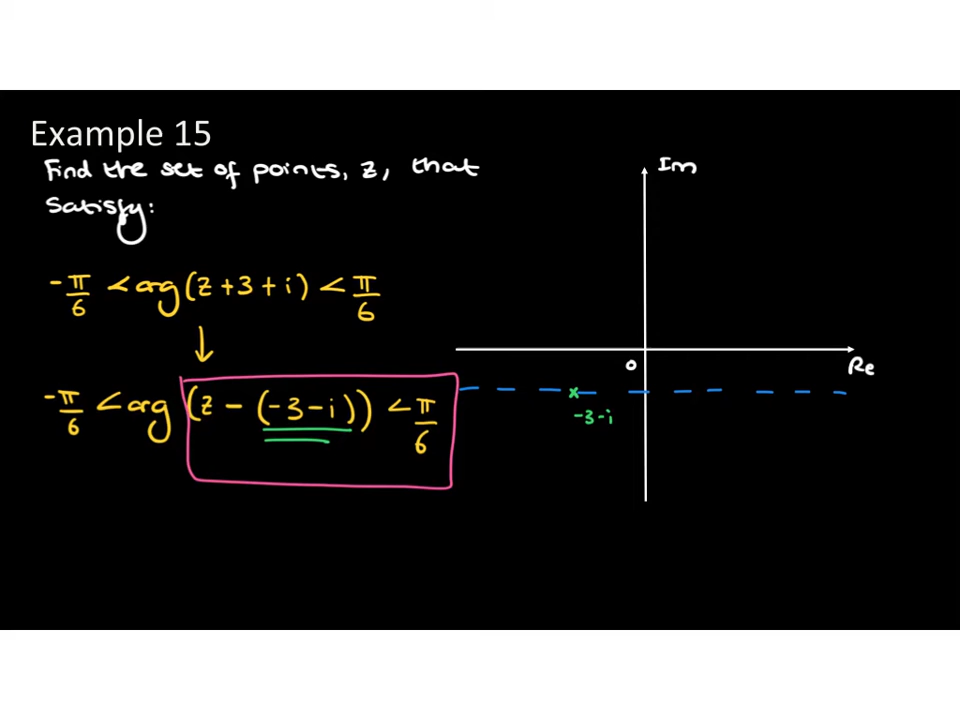 Example 15
Find the set of points, z, that
Satisfy:
-π/6 < arg(z+3+i) < π/6
↓
-π/6 < arg(z-(-3-i)) < π/6
Im
0
Re
-3-i